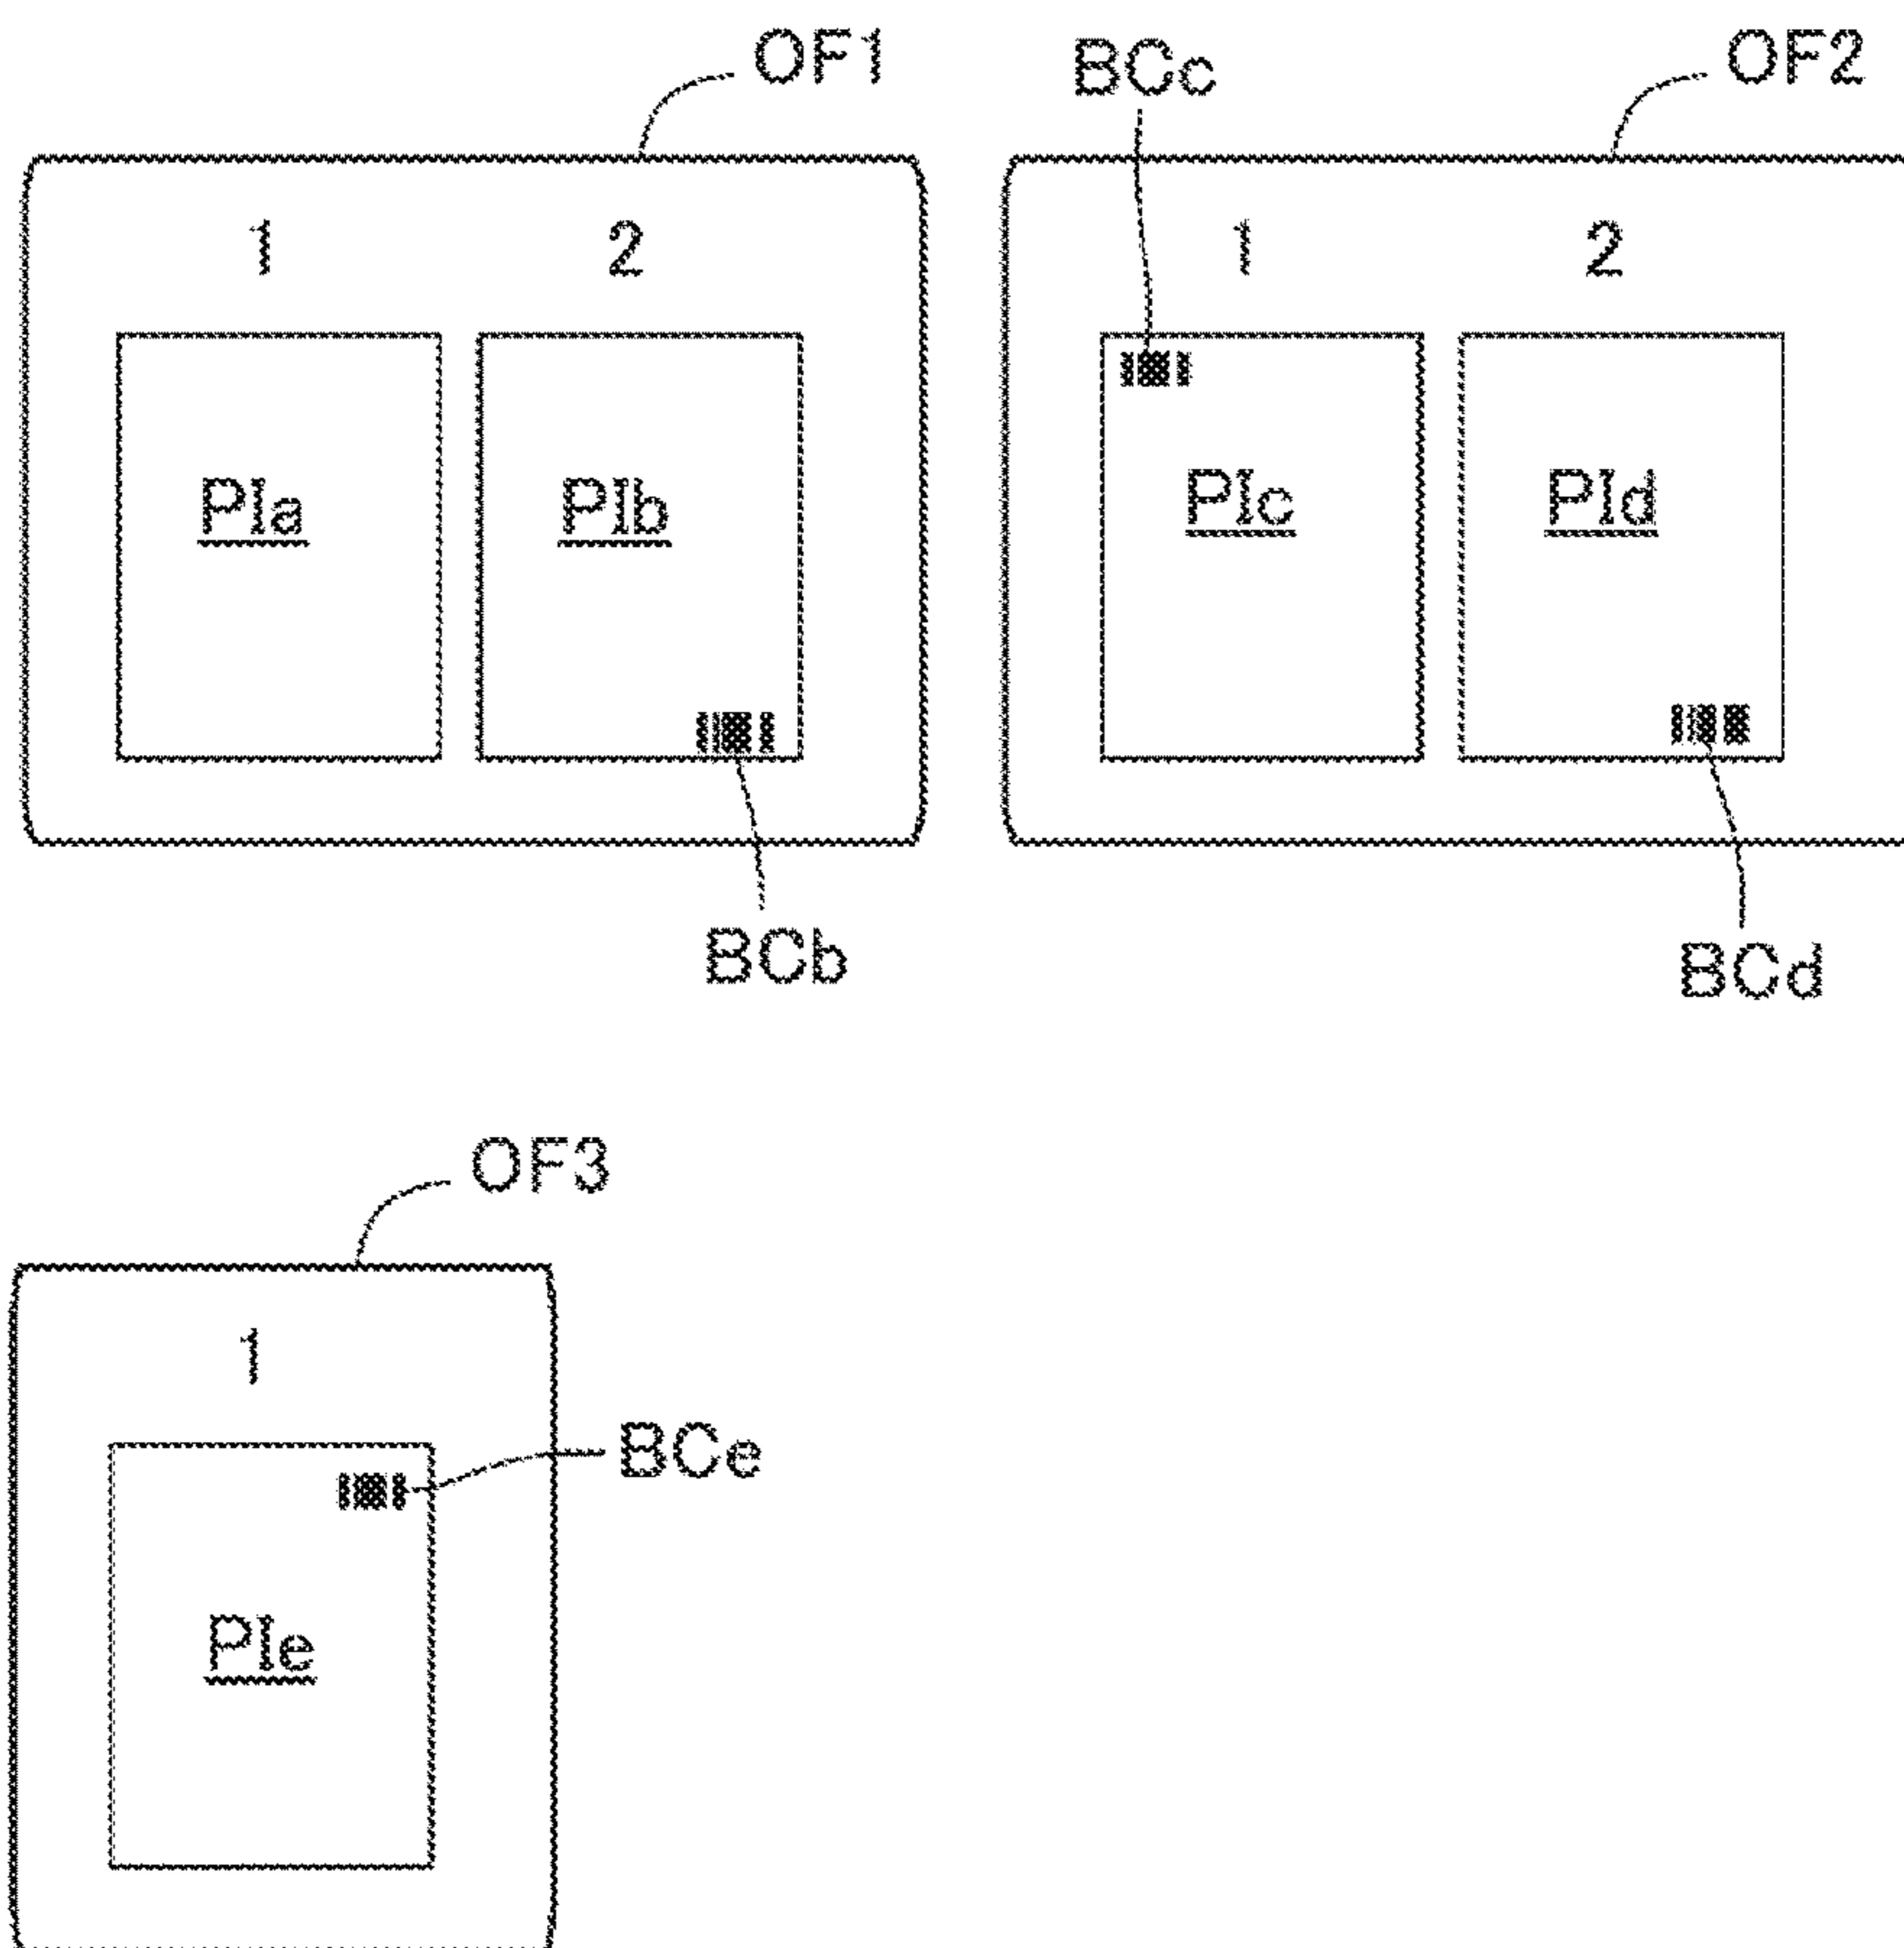 OF1
BCc
OF2
1 2
1 2
PIa PIb
PIc PId
BCb
BCd
OF3
1
BCe
PIe